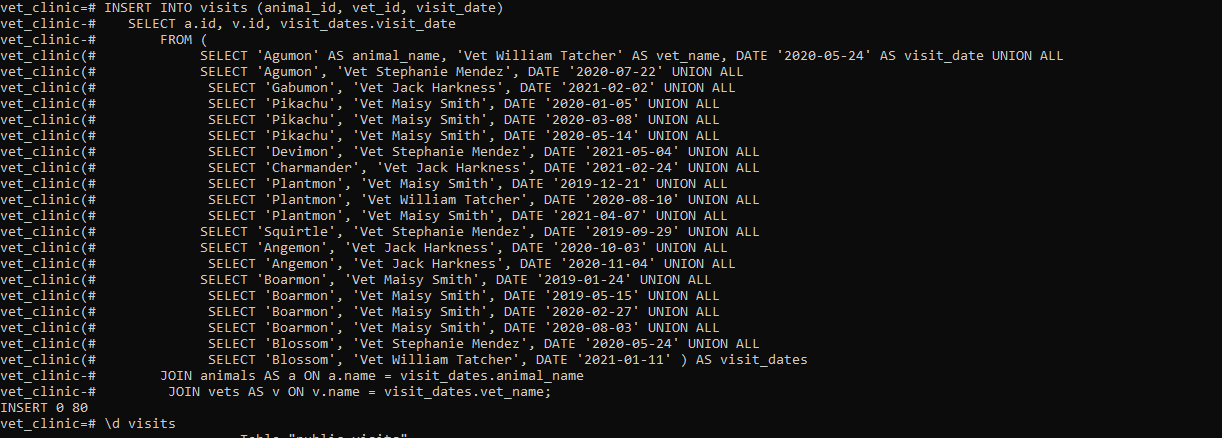 vet_clinic=# INSERT INTO visits (animal_id, vet_id, visit_date)
vet_clinic-#    SELECT a.id, v.id, visit_dates.visit_date
vet_clinic-#        FROM (
vet_clinic(#             SELECT 'Agumon' AS animal_name, 'Vet William Tatcher' AS vet_name, DATE '2020-05-24' AS visit_date UNION ALL
vet_clinic(#             SELECT 'Agumon', 'Vet Stephanie Mendez', DATE '2020-07-22' UNION ALL
vet_clinic(#              SELECT 'Gabumon', 'Vet Jack Harkness', DATE '2021-02-02' UNION ALL
vet_clinic(#              SELECT 'Pikachu', 'Vet Maisy Smith', DATE '2020-01-05' UNION ALL
vet_clinic(#              SELECT 'Pikachu', 'Vet Maisy Smith', DATE '2020-03-08' UNION ALL
vet_clinic(#              SELECT 'Pikachu', 'Vet Maisy Smith', DATE '2020-05-14' UNION ALL
vet_clinic(#              SELECT 'Devimon', 'Vet Stephanie Mendez', DATE '2021-05-04' UNION ALL
vet_clinic(#              SELECT 'Charmander', 'Vet Jack Harkness', DATE '2021-02-24' UNION ALL
vet_clinic(#              SELECT 'Plantmon', 'Vet Maisy Smith', DATE '2019-12-21' UNION ALL
vet_clinic(#              SELECT 'Plantmon', 'Vet William Tatcher', DATE '2020-08-10' UNION ALL
vet_clinic(#              SELECT 'Plantmon', 'Vet Maisy Smith', DATE '2021-04-07' UNION ALL
vet_clinic(#             SELECT 'Squirtle', 'Vet Stephanie Mendez', DATE '2019-09-29' UNION ALL
vet_clinic(#             SELECT 'Angemon', 'Vet Jack Harkness', DATE '2020-10-03' UNION ALL
vet_clinic(#              SELECT 'Angemon', 'Vet Jack Harkness', DATE '2020-11-04' UNION ALL
vet_clinic(#             SELECT 'Boarmon', 'Vet Maisy Smith', DATE '2019-01-24' UNION ALL
vet_clinic(#              SELECT 'Boarmon', 'Vet Maisy Smith', DATE '2019-05-15' UNION ALL
vet_clinic(#              SELECT 'Boarmon', 'Vet Maisy Smith', DATE '2020-02-27' UNION ALL
vet_clinic(#              SELECT 'Boarmon', 'Vet Maisy Smith', DATE '2020-08-03' UNION ALL
vet_clinic(#              SELECT 'Blossom', 'Vet Stephanie Mendez', DATE '2020-05-24' UNION ALL
vet_clinic(#              SELECT 'Blossom', 'Vet William Tatcher', DATE '2021-01-11' ) AS visit_dates
vet_clinic-#        JOIN animals AS a ON a.name = visit_dates.animal_name
vet_clinic-#         JOIN vets AS v ON v.name = visit_dates.vet_name;
INSERT 0 80
vet_clinic=# \d visits
Table "public.visits"